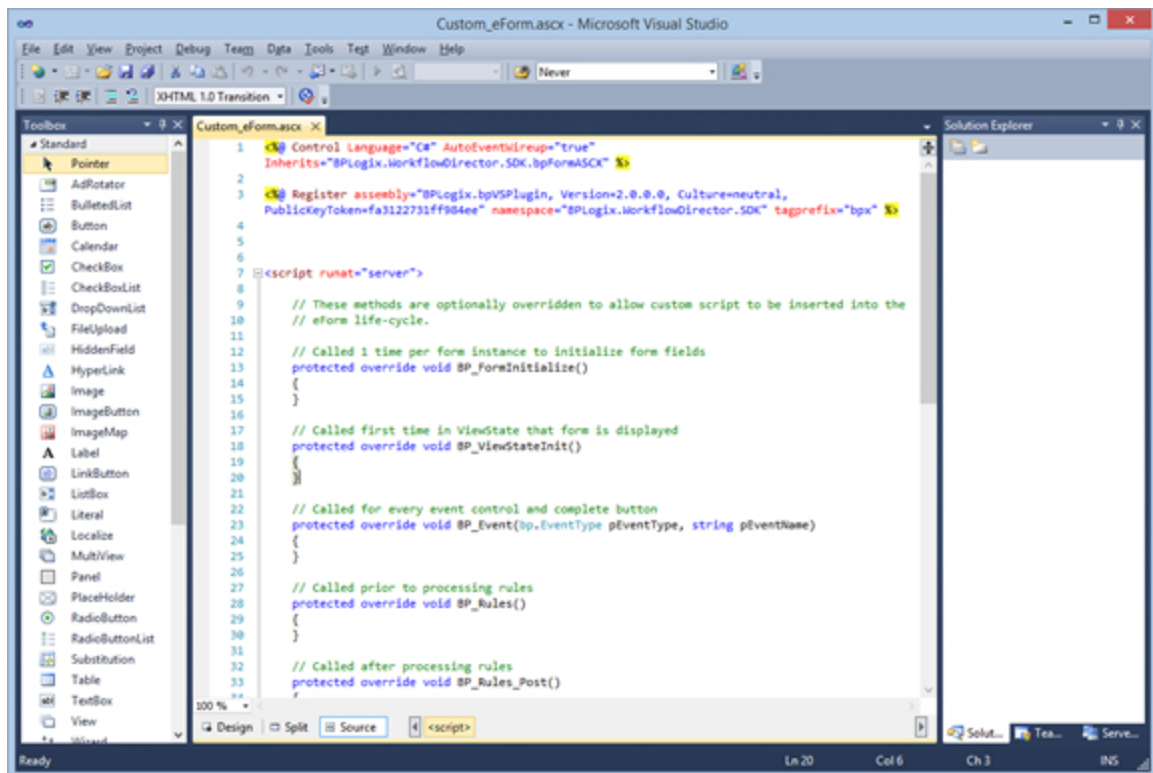 Custom_eForm.ascx - Microsoft Visual Studio
File Edit View Project Debug Team Data Tools Test Window Help
Never
XHTML 1.0 Transition
Toolbox
Custom_eForm.ascx
Solution Explorer
Standard
Pointer
AdRotator
BulletedList
Button
Calendar
CheckBox
CheckBoxList
DropDownList
FileUpload
HiddenField
HyperLink
Image
ImageButton
ImageMap
Label
LinkButton
ListBox
Literal
Localize
MultiView
Panel
PlaceHolder
RadioButton
RadioButtonList
Substitution
Table
TextBox
View
Wizard
1 <%@ Control Language="C#" AutoEventWireup="true"
Inherits="BPLogix.WorkflowDirector.SDK.bpFormASCX" %>
2
3 <%@ Register assembly="BPLogix.bpVSPlugin, Version=2.0.0.0, Culture=neutral,
PublicKeyToken=fa3122731ff984ee" namespace="BPLogix.WorkflowDirector.SDK" tagprefix="bpx" %>
4
5
6
7 <script runat="server">
8
9 // These methods are optionally overridden to allow custom script to be inserted into the
10 // eForm life-cycle.
11
12 // Called 1 time per form instance to initialize form fields
13 protected override void BP_FormInitialize()
14 {
15 }
16
17 // Called first time in ViewState that form is displayed
18 protected override void BP_ViewStateInit()
19 {
20 }
21
22 // Called for every event control and complete button
23 protected override void BP_Event(bp.EventType pEventType, string pEventName)
24 {
25 }
26
27 // Called prior to processing rules
28 protected override void BP_Rules()
29 {
30 }
31
32 // Called after processing rules
33 protected override void BP_Rules_Post()
34 {
100 %
Design Split Source <script>
Solut... Tea... Serve...
Ready Ln 20 Col 6 Ch 3 INS